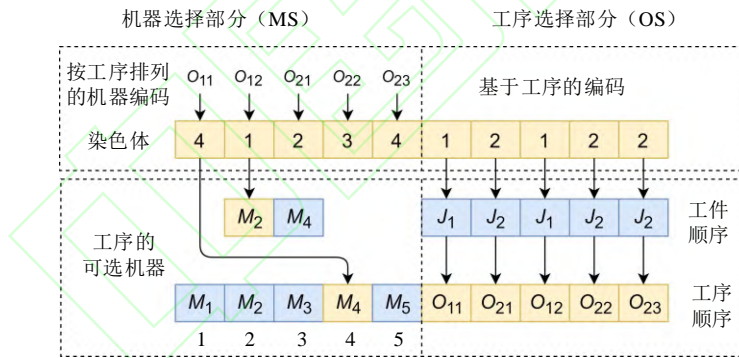 机器选择部分（MS） 工序选择部分（OS）
按工序排列 O11 O12 O21 O22 O23 基于工序的编码
的机器编码
染色体 4 1 2 3 4 1 2 1 2 2
M2 M4 J1 J2 J1 J2 J2 工件
顺序
工序的
可选机器
M1 M2 M3 M4 M5 O11 O21 O12 O22 O23 工序
顺序
1 2 3 4 5